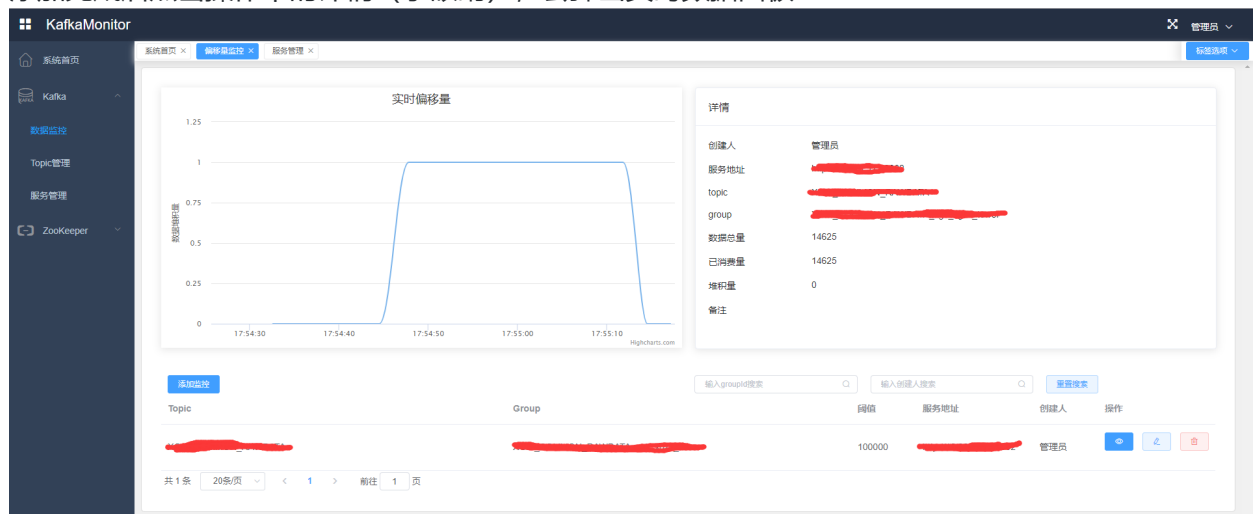 KafkaMonitor
管理员
系统首页
Kafka
数据监控
Topic管理
服务管理
ZooKeeper
系统首页 × 偏移量监控 × 服务管理 ×
标签选项
实时偏移量
数据堆积量
1.25
1
0.75
0.5
0.25
0
17:54:30 17:54:40 17:54:50 17:55:00 17:55:10
Highcharts.com
详情
创建人 管理员
服务地址
topic
group
数据总量 14625
已消费量 14625
堆积量 0
备注
添加监控
输入groupId搜索 输入创建人搜索 重置搜索
Topic Group 阈值 服务地址 创建人 操作
100000 管理员
共 1 条 20条/页 < 1 > 前往 1 页